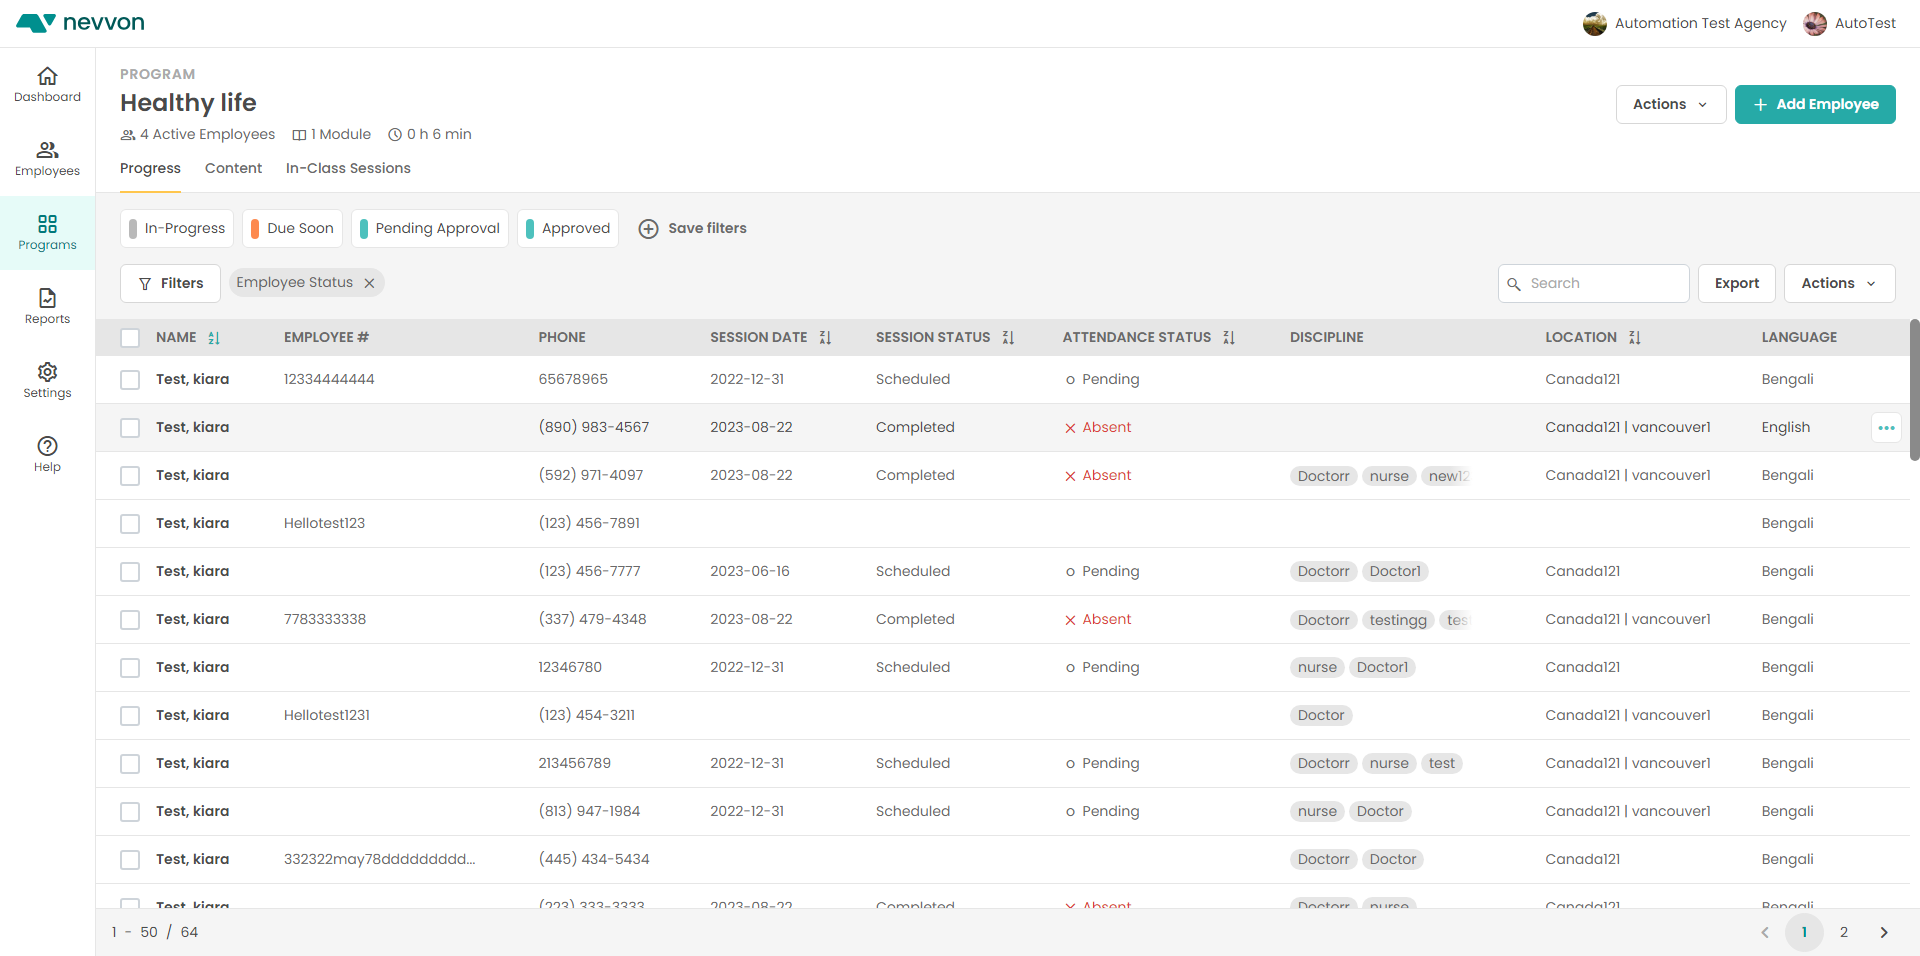 nevvon
Automation Test Agency
AutoTest
Dashboard
Employees
Programs
Reports
Settings
Help
PROGRAM
Healthy life
4 Active Employees 1 Module 0 h 6 min
Actions
Add Employee
Progress Content In-Class Sessions
In-Progress Due Soon Pending Approval Approved Save filters
Filters Employee Status
Search Export Actions
NAME EMPLOYEE # PHONE SESSION DATE SESSION STATUS ATTENDANCE STATUS DISCIPLINE LOCATION LANGUAGE
Test, kiara 12334444444 65678965 2022-12-31 Scheduled Pending Canada121 Bengali
Test, kiara (890) 983-4567 2023-08-22 Completed Absent Canada121 | vancouver1 English
Test, kiara (592) 971-4097 2023-08-22 Completed Absent Doctorr nurse new12 Canada121 | vancouver1 Bengali
Test, kiara Hellotest123 (123) 456-7891 Bengali
Test, kiara (123) 456-7777 2023-06-16 Scheduled Pending Doctorr Doctor1 Canada121 Bengali
Test, kiara 7783333338 (337) 479-4348 2023-08-22 Completed Absent Doctorr testingg tes Canada121 | vancouver1 Bengali
Test, kiara 12346780 2022-12-31 Scheduled Pending nurse Doctor1 Canada121 Bengali
Test, kiara Hellotest1231 (123) 454-3211 Doctor Canada121 | vancouver1 Bengali
Test, kiara 213456789 2022-12-31 Scheduled Pending Doctorr nurse test Canada121 | vancouver1 Bengali
Test, kiara (813) 947-1984 2022-12-31 Scheduled Pending nurse Doctor Canada121 | vancouver1 Bengali
Test, kiara 332322may78ddddddddd... (445) 434-5434 Doctorr Doctor Canada121 Bengali
Test, kiara (223) 333-3333 2023-08-22 Completed Absent Doctorr nurse Canada121 Bengali
1 - 50 / 64
1 2